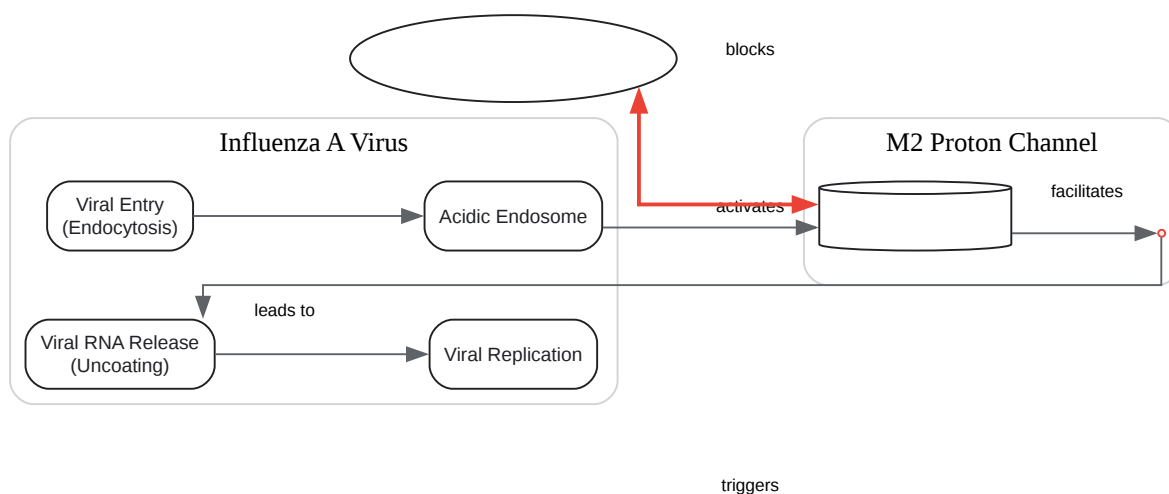 blocks
Influenza A Virus
M2 Proton Channel
Viral Entry
(Endocytosis)
Acidic Endosome
activates
facilitates
leads to
Viral RNA Release
(Uncoating)
Viral Replication
triggers